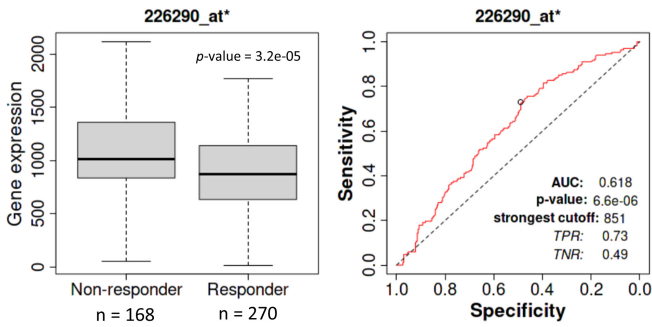 226290_at*
p-value = 3.2e-05
Gene expression
2000
1500
1000
500
0
Non-responder
Responder
n = 168
n = 270
226290_at*
Sensitivity
1.0
0.8
0.6
0.4
0.2
0.0
AUC: 0.618
p-value: 6.6e-06
strongest cutoff: 851
TPR: 0.73
TNR: 0.49
1.0 0.8 0.6 0.4 0.2 0.0
Specificity